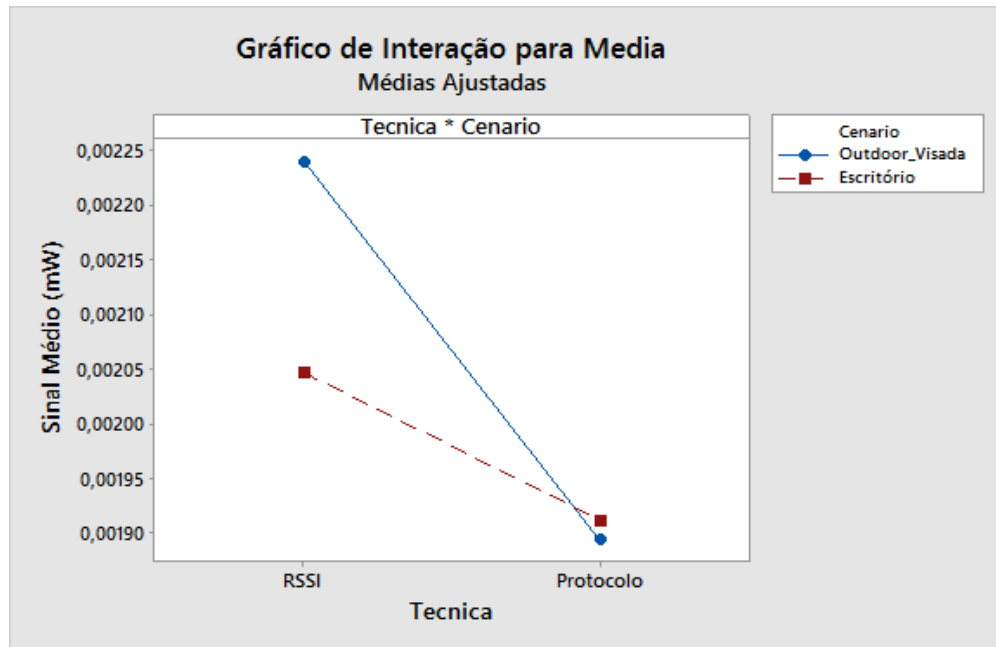 Gráfico de Interação para Media
Médias Ajustadas
Tecnica * Cenario
Cenario
Outdoor_Visada
Escritório
Sinal Médio (mW)
0,00225
0,00220
0,00215
0,00210
0,00205
0,00200
0,00195
0,00190
RSSI
Protocolo
Tecnica